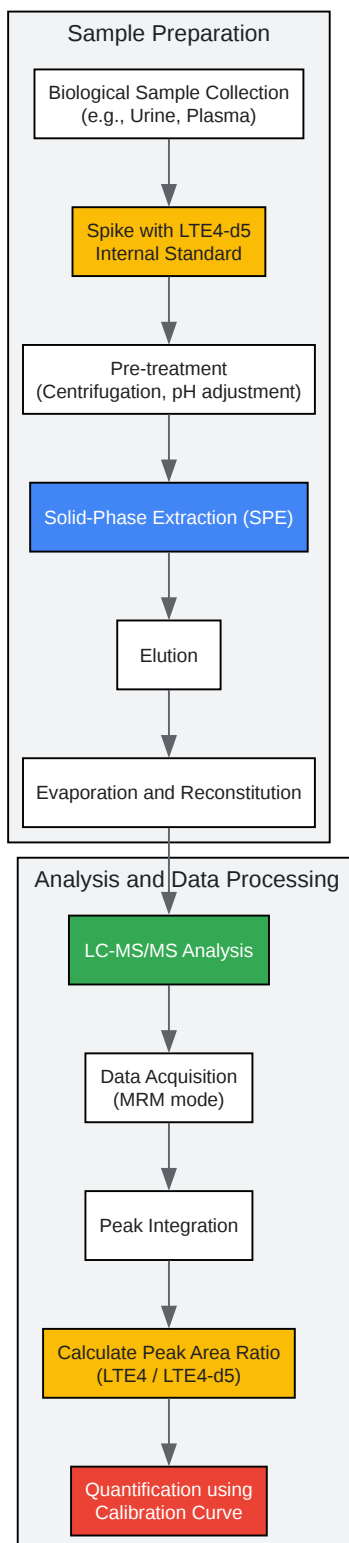 Sample Preparation
Biological Sample Collection
(e.g., Urine, Plasma)
Spike with LTE4-d5
Internal Standard
Pre-treatment
(Centrifugation, pH adjustment)
Solid-Phase Extraction (SPE)
Elution
Evaporation and Reconstitution
Analysis and Data Processing
LC-MS/MS Analysis
Data Acquisition
(MRM mode)
Peak Integration
Calculate Peak Area Ratio
(LTE4 / LTE4-d5)
Quantification using
Calibration Curve